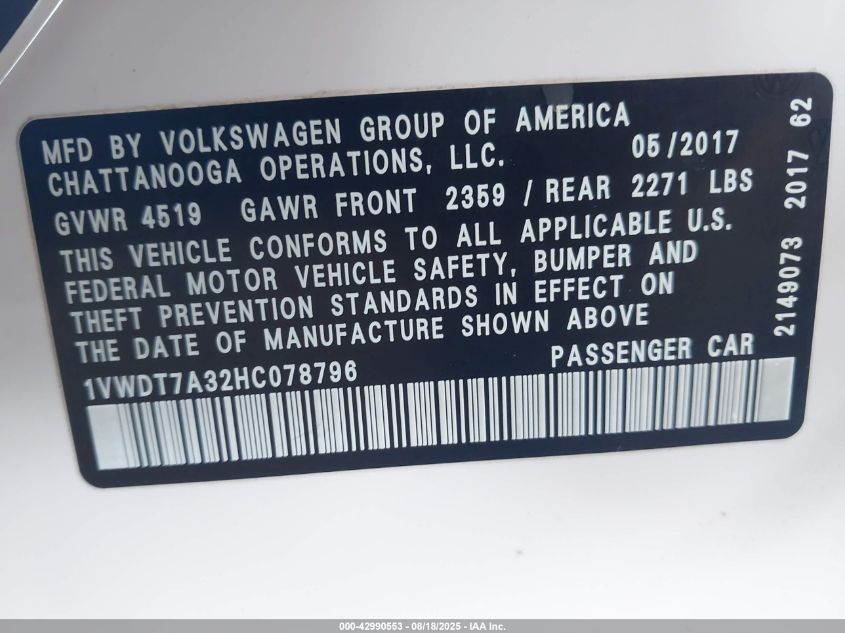 MFD BY VOLKSWAGEN GROUP OF AMERICA
CHATTANOOGA OPERATIONS, LLC. 05/2017
GVWR 4519 GAWR FRONT 2359 / REAR 2271 LBS
THIS VEHICLE CONFORMS TO ALL APPLICABLE U.S.
FEDERAL MOTOR VEHICLE SAFETY, BUMPER AND
THEFT PREVENTION STANDARDS IN EFFECT ON
THE DATE OF MANUFACTURE SHOWN ABOVE
1VWDT7A32HC078796 PASSENGER CAR
2149073 2017 62
000-42990553 - 08/18/2025 - IAA Inc.